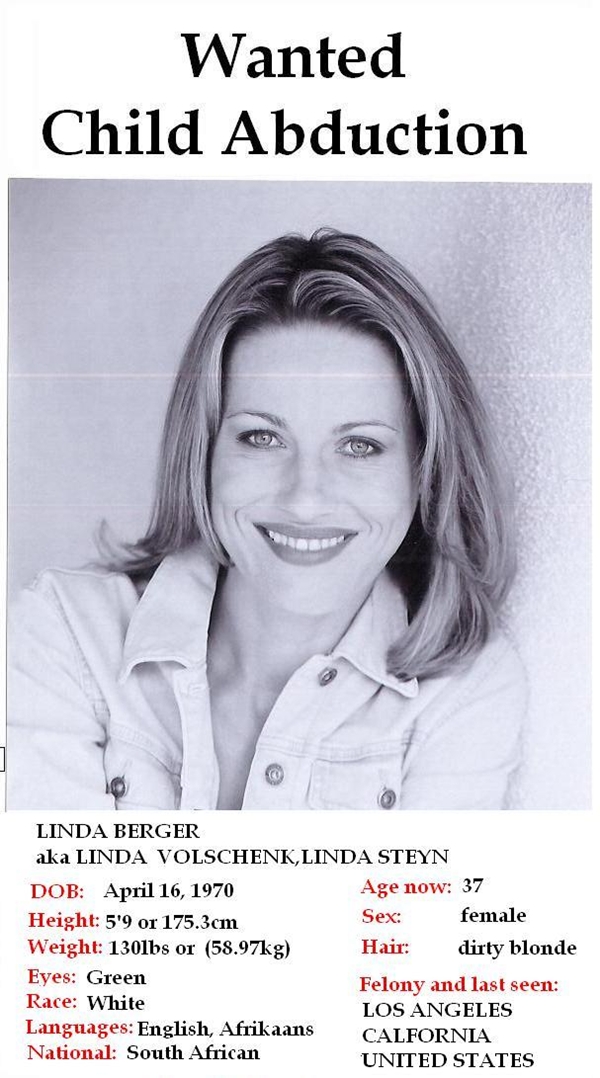 Wanted
Child Abduction
LINDA BERGER
aka LINDA VOLSCHENK,LINDA STEYN
DOB: April 16, 1970
Height: 5'9 or 175.3cm
Weight: 130lbs or (58.97kg)
Eyes: Green
Race: White
Languages: English, Afrikaans
National: South African
Age now: 37
Sex: female
Hair: dirty blonde
Felony and last seen:
LOS ANGELES
CALFORNIA
UNITED STATES